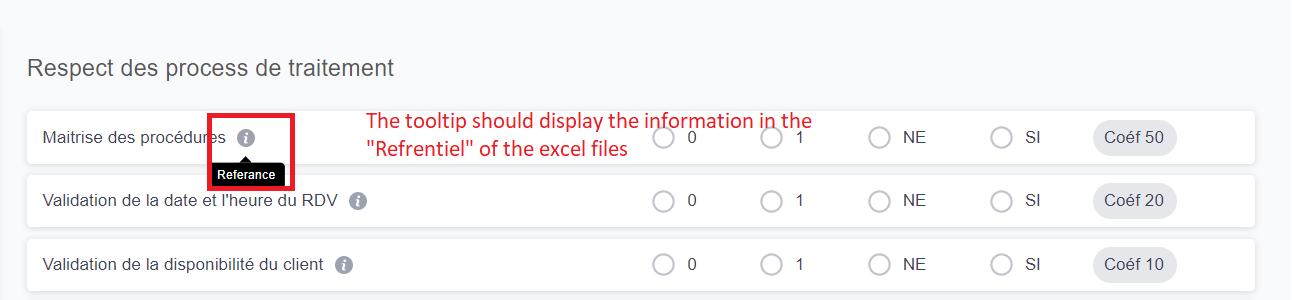 Respect des process de traitement
Maitrise des procédures i 0 1 NE SI Coéf 50
The tooltip should display the information in the
"Refrentiel" of the excel files
Referance
Validation de la date et l'heure du RDV i 0 1 NE SI Coéf 20
Validation de la disponibilité du client i 0 1 NE SI Coéf 10